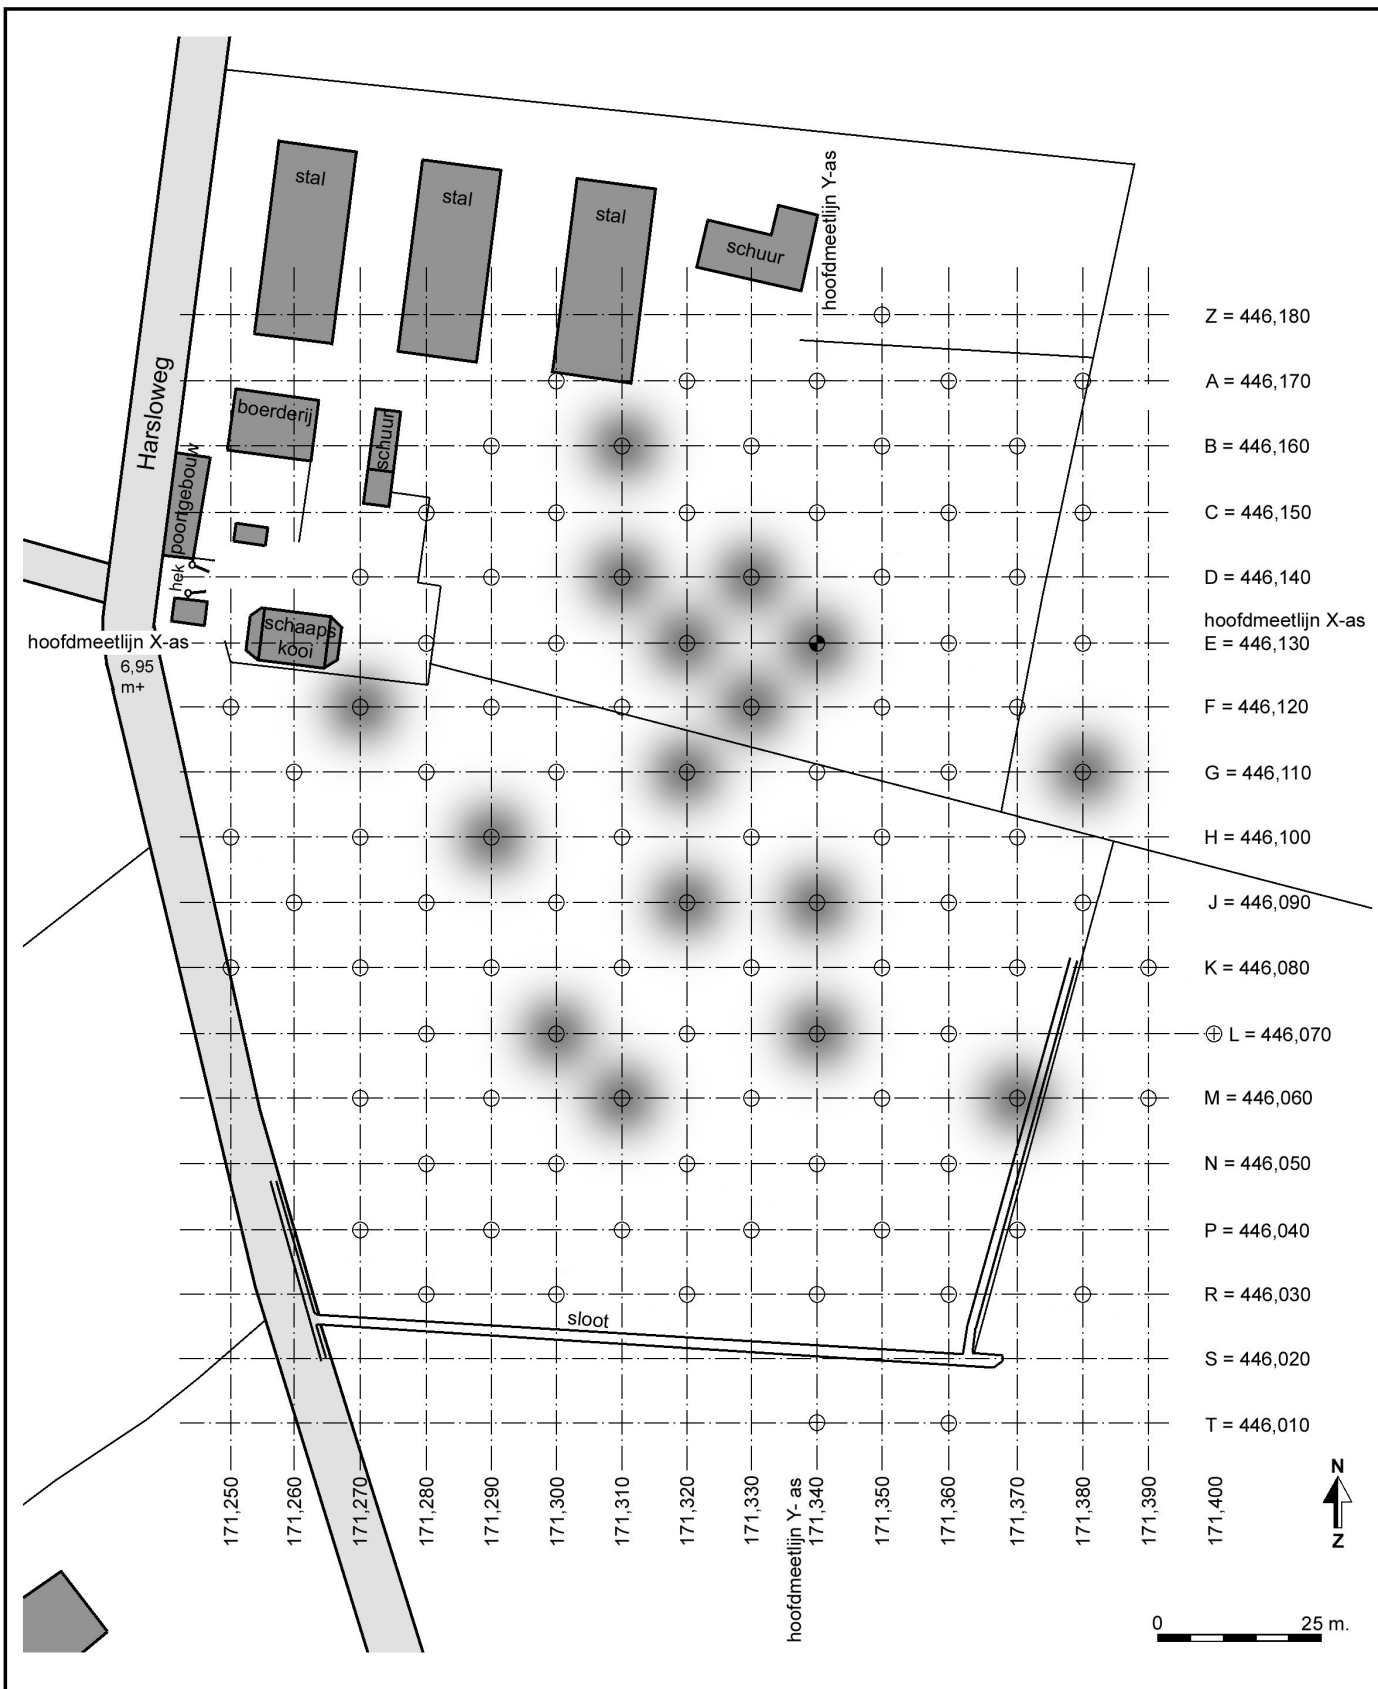 stal
stal
stal
schuur
hoofdmeetlijn Y-as
Harsloweg
boerderij
schuur
poortgebouw
hek
schaaps
kooi
hoofdmeetlijn X-as
6,95
m+
Z = 446,180
A = 446,170
B = 446,160
C = 446,150
D = 446,140
hoofdmeetlijn X-as
E = 446,130
F = 446,120
G = 446,110
H = 446,100
J = 446,090
K = 446,080
L = 446,070
M = 446,060
N = 446,050
P = 446,040
R = 446,030
sloot
S = 446,020
T = 446,010
171,250
171,260
171,270
171,280
171,290
171,300
171,310
171,320
171,330
171,340
171,350
171,360
171,370
171,380
171,390
171,400
hoofdmeetlijn Y- as
N
Z
0 25 m.